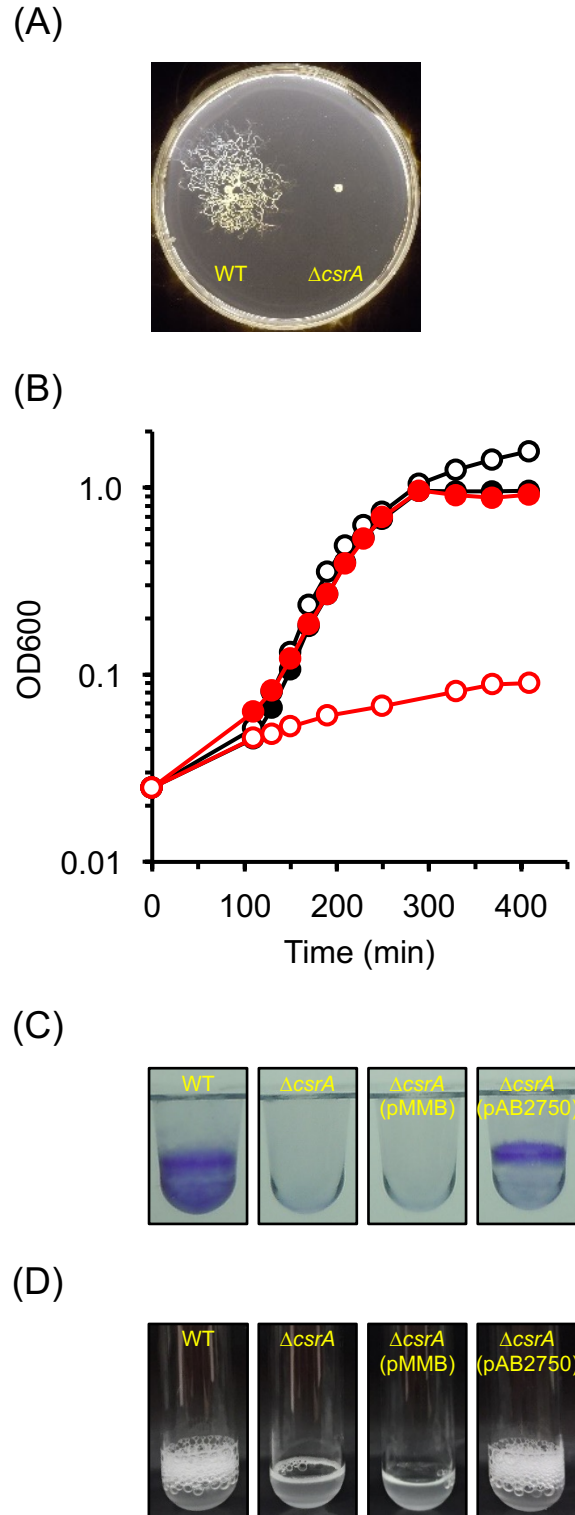 (A)
WT
ΔcsrA
(B)
1.0
0.1
0.01
OD600
0
100
200
300
400
Time (min)
(C)
WT
ΔcsrA
ΔcsrA
(pMMB)
ΔcsrA
(pAB2750)
(D)
WT
ΔcsrA
ΔcsrA
(pMMB)
ΔcsrA
(pAB2750)